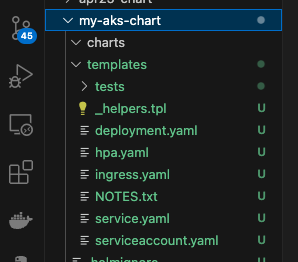 my-aks-chart
45
charts
templates
tests
_helpers.tpl U
deployment.yaml U
hpa.yaml U
ingress.yaml U
NOTES.txt U
service.yaml U
serviceaccount.yaml U